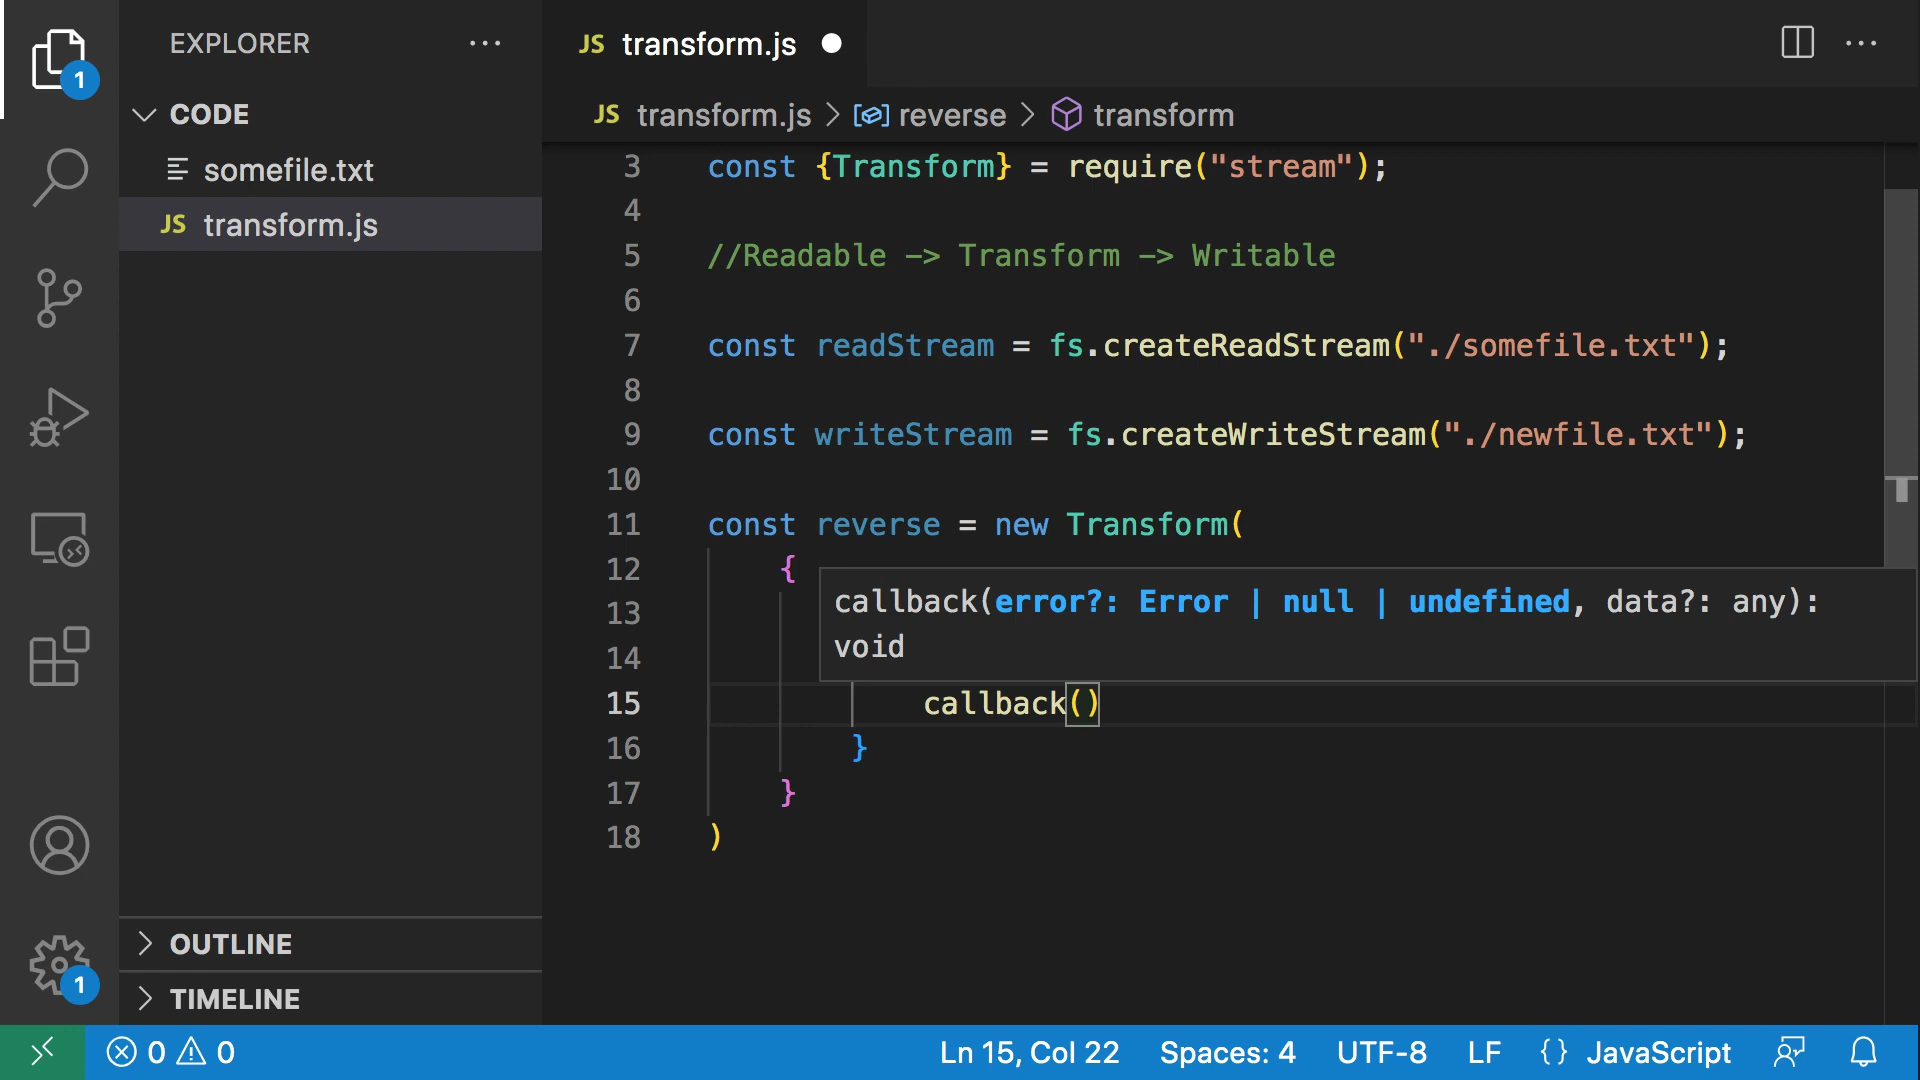 EXPLORER
1
CODE
somefile.txt
JS transform.js
OUTLINE
TIMELINE
1
JS transform.js
JS transform.js > reverse > transform
3 const {Transform} = require("stream");
4
5 //Readable -> Transform -> Writable
6
7 const readStream = fs.createReadStream("./somefile.txt");
8
9 const writeStream = fs.createWriteStream("./newfile.txt");
10
11 const reverse = new Transform(
12 {
callback(error?: Error | null | undefined, data?: any):
void
13
14
15 callback()
16 }
17 }
18 )
0 0 Ln 15, Col 22 Spaces: 4 UTF-8 LF {} JavaScript